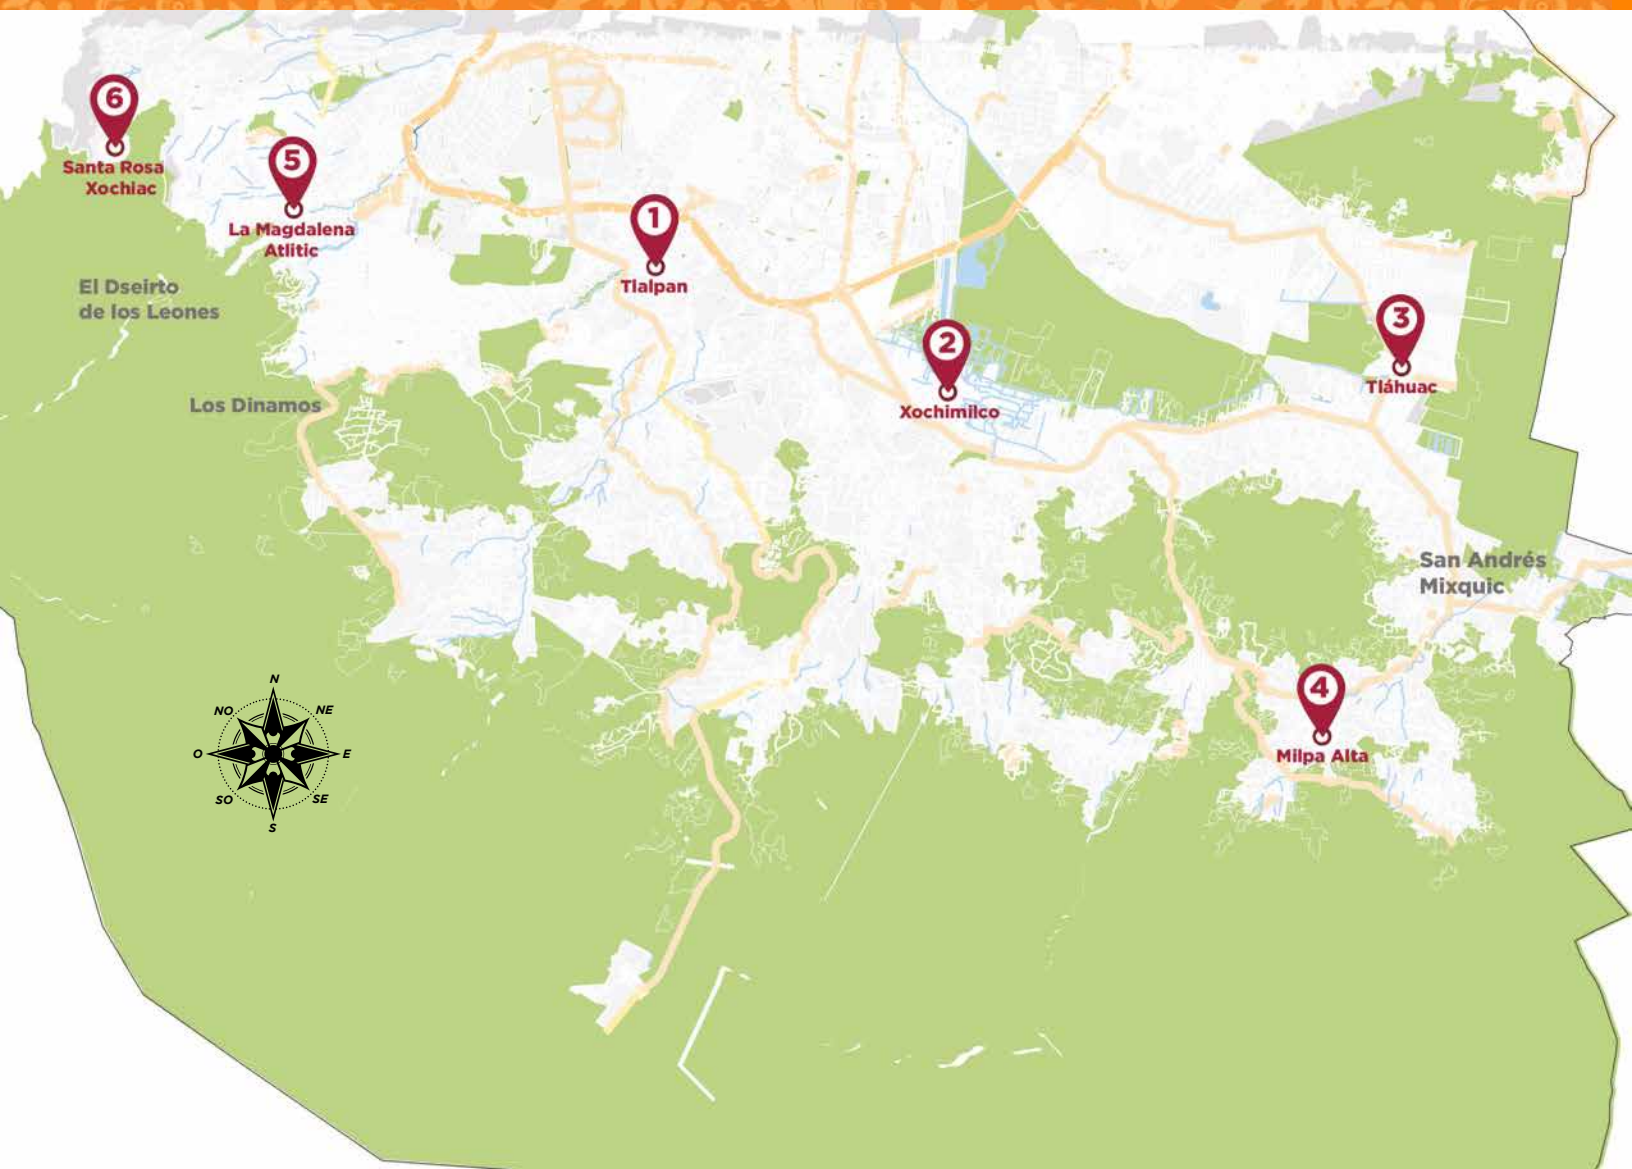 6
Santa Rosa
Xochiac
5
La Magdalena
Atlitic
1
Tlalpan
El Dseirto
de los Leones
3
Tláhuac
2
Xochimilco
Los Dinamos
San Andrés
Mixquic
4
Milpa Alta
N
NO
NE
O
E
SO
SE
S